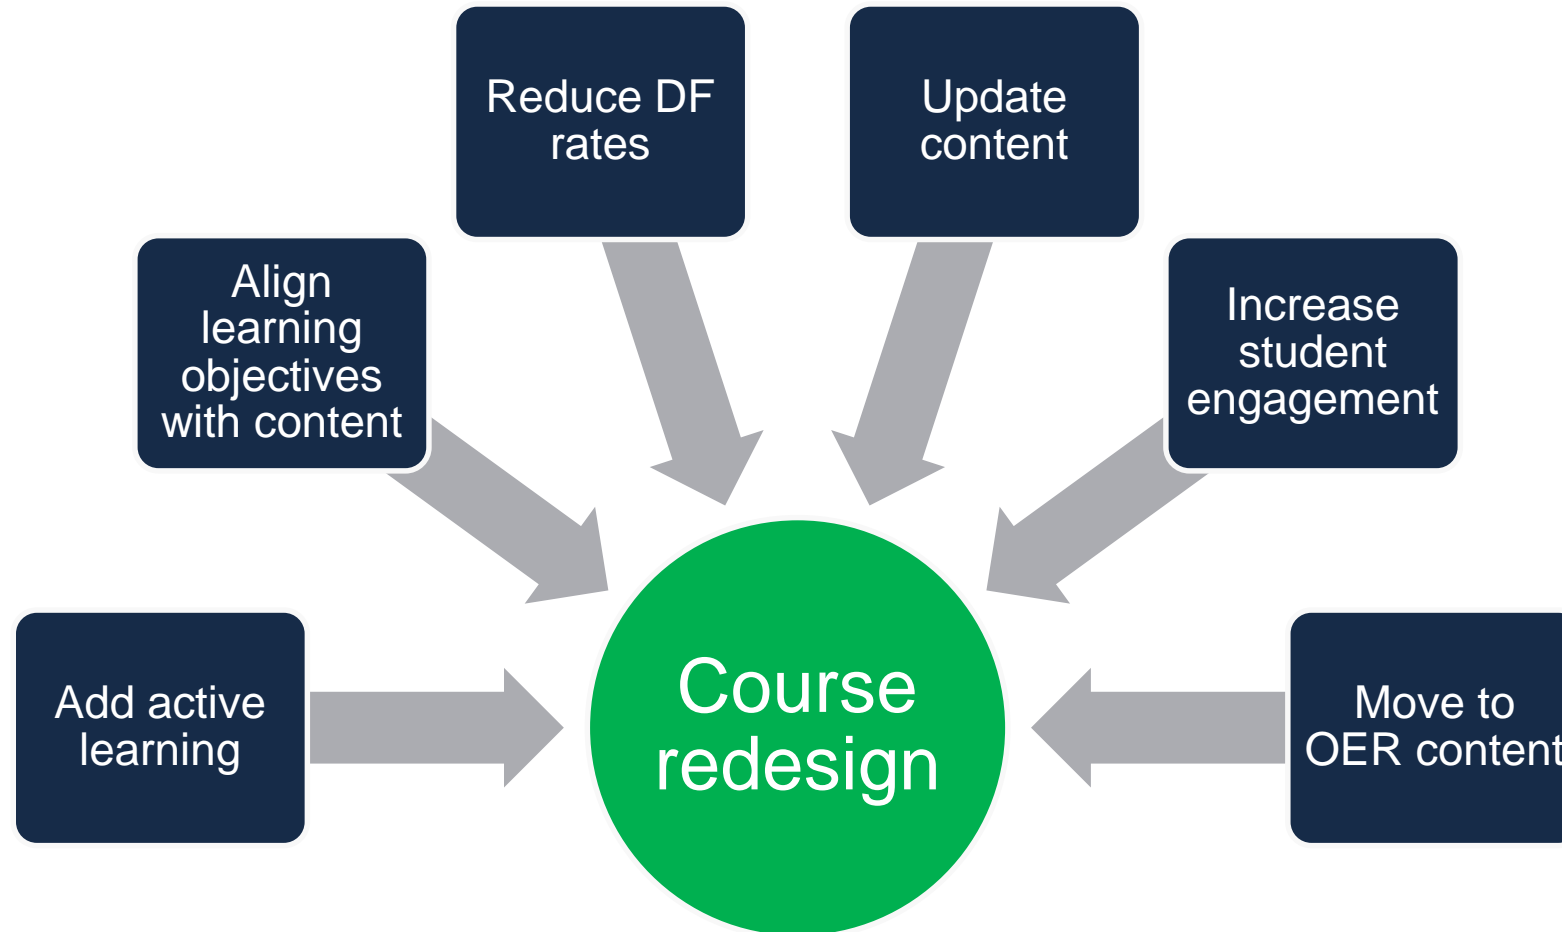 Reduce DF
rates
Update
content
Align
learning
objectives
with content
Increase
student
engagement
Add active
learning
Course
redesign
Move to
OER content